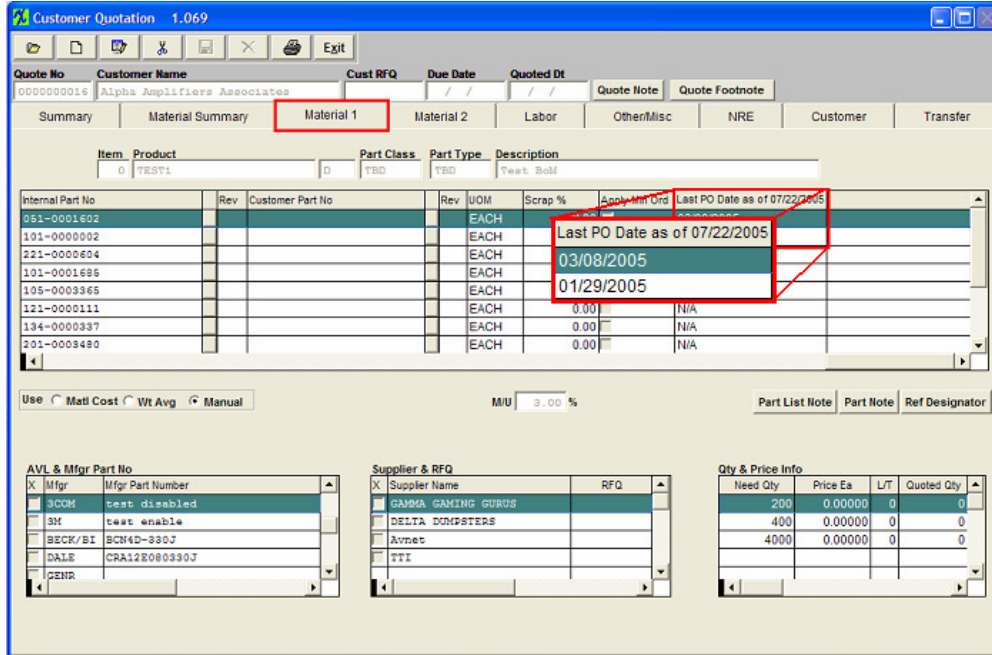 Customer Quotation 1.069
Exit
Quote No Customer Name Cust RFQ Due Date Quoted Dt
0000000016 Alpha Amplifiers Associates / / / / Quote Note Quote Footnote
Summary Material Summary Material 1 Material 2 Labor Other/Misc NRE Customer Transfer
Item Product Part Class Part Type Description
0 TEST1 D TBD TBD Test BoM
Internal Part No Rev Customer Part No Rev UOM Scrap % Apply Min Ord Last PO Date as of 07/22/2005
051-0001602 EACH
101-0000002 EACH
221-0000604 EACH
101-0001685 EACH
105-0003365 EACH
121-0000111 EACH 0.00 N/A
134-0000337 EACH 0.00 N/A
201-0003480 EACH 0.00 N/A
Last PO Date as of 07/22/2005
03/08/2005
01/29/2005
Use Matl Cost Wt Avg Manual M/U 3.00 % Part List Note Part Note Ref Designator
AVL & Mfgr Part No
X Mfgr Mfgr Part Number
3COM test disabled
3M test enable
BECK/BI BCN4D-330J
DALE CRA12E080330J
GENR
Supplier & RFQ
X Supplier Name RFQ
GAMMA GAMING GURUS
DELTA DUMPSTERS
Avnet
TTI
Qty & Price Info
Need Qty Price Ea L/T Quoted Qty
200 0.00000 0 0
400 0.00000 0 0
4000 0.00000 0 0